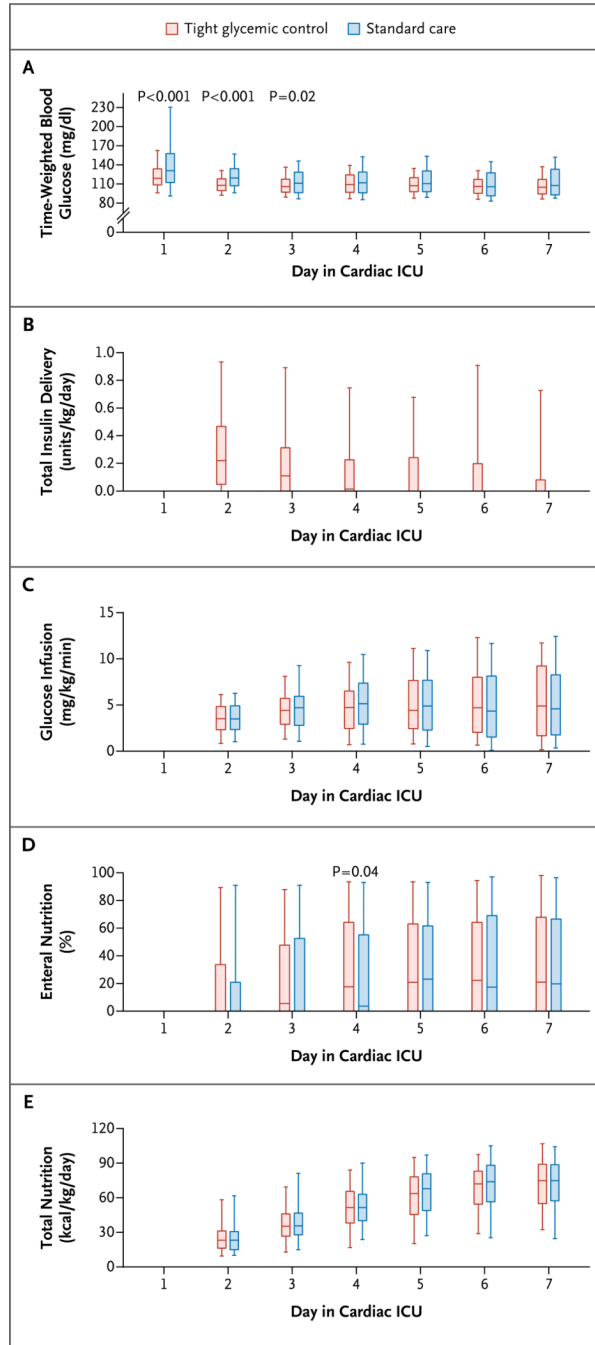 Tight glycemic control Standard care
A
P<0.001 P<0.001 P=0.02
Time-Weighted Blood
Glucose (mg/dl)
230
200
170
140
110
80
0
1 2 3 4 5 6 7
Day in Cardiac ICU
B
Total Insulin Delivery
(units/kg/day)
1.0
0.8
0.6
0.4
0.2
0.0
1 2 3 4 5 6 7
Day in Cardiac ICU
C
Glucose Infusion
(mg/kg/min)
15
10
5
0
1 2 3 4 5 6 7
Day in Cardiac ICU
D
P=0.04
Enteral Nutrition
(%)
100
80
60
40
20
0
1 2 3 4 5 6 7
Day in Cardiac ICU
E
Total Nutrition
(kcal/kg/day)
120
90
60
30
0
1 2 3 4 5 6 7
Day in Cardiac ICU